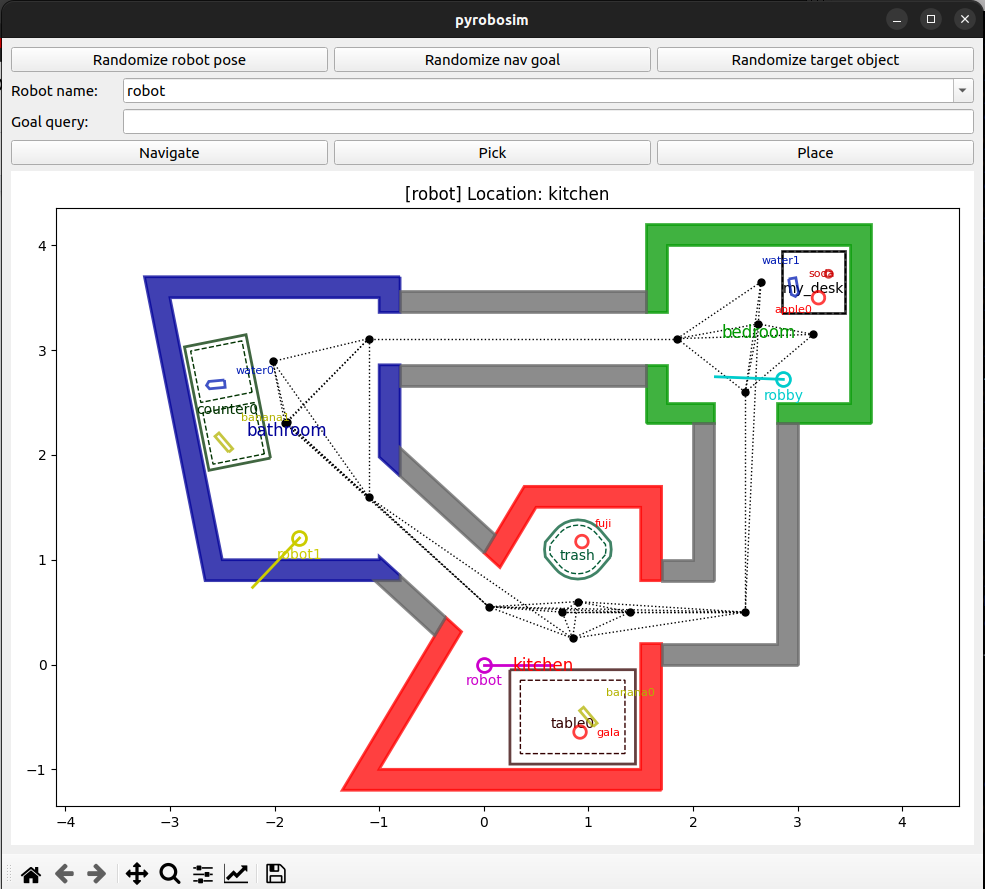 pyrobosim
Randomize robot pose
Randomize nav goal
Randomize target object
Robot name:
robot
Goal query:
Navigate
Pick
Place
[robot] Location: kitchen
4
3
2
1
0
−1
−4
−3
−2
−1
0
1
2
3
4
water1
soda
my_desk
apple0
bedroom
robby
water0
counter0
banana1
bathroom
robot1
fuji
trash
kitchen
robot
banana0
table0
gala